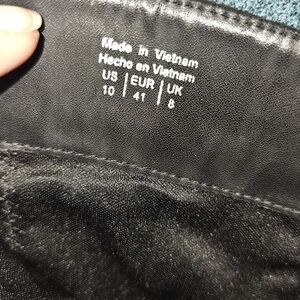 Made in Vietnam
Hecho en Vietnam
US | EUR | UK
10 | 41 | 8